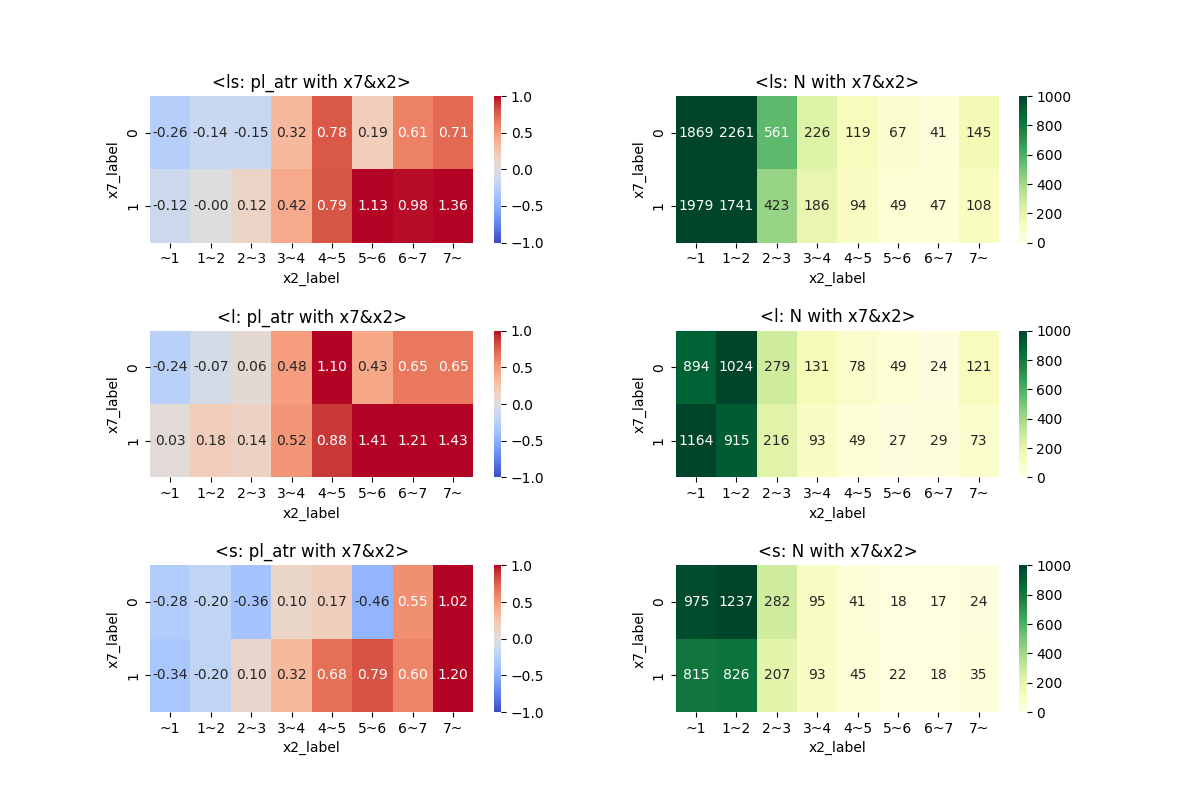 <ls: pl_atr with x7&x2>
x7_label
0 -0.26 -0.14 -0.15 0.32 0.78 0.19 0.61 0.71
1 -0.12 -0.00 0.12 0.42 0.79 1.13 0.98 1.36
~1 1~2 2~3 3~4 4~5 5~6 6~7 7~
x2_label
1.0
0.5
0.0
−0.5
−1.0
<ls: N with x7&x2>
x7_label
0 1869 2261 561 226 119 67 41 145
1 1979 1741 423 186 94 49 47 108
~1 1~2 2~3 3~4 4~5 5~6 6~7 7~
x2_label
1000
800
600
400
200
0
<l: pl_atr with x7&x2>
x7_label
0 -0.24 -0.07 0.06 0.48 1.10 0.43 0.65 0.65
1 0.03 0.18 0.14 0.52 0.88 1.41 1.21 1.43
~1 1~2 2~3 3~4 4~5 5~6 6~7 7~
x2_label
1.0
0.5
0.0
−0.5
−1.0
<l: N with x7&x2>
x7_label
0 894 1024 279 131 78 49 24 121
1 1164 915 216 93 49 27 29 73
~1 1~2 2~3 3~4 4~5 5~6 6~7 7~
x2_label
1000
800
600
400
200
0
<s: pl_atr with x7&x2>
x7_label
0 -0.28 -0.20 -0.36 0.10 0.17 -0.46 0.55 1.02
1 -0.34 -0.20 0.10 0.32 0.68 0.79 0.60 1.20
~1 1~2 2~3 3~4 4~5 5~6 6~7 7~
x2_label
1.0
0.5
0.0
−0.5
−1.0
<s: N with x7&x2>
x7_label
0 975 1237 282 95 41 18 17 24
1 815 826 207 93 45 22 18 35
~1 1~2 2~3 3~4 4~5 5~6 6~7 7~
x2_label
1000
800
600
400
200
0